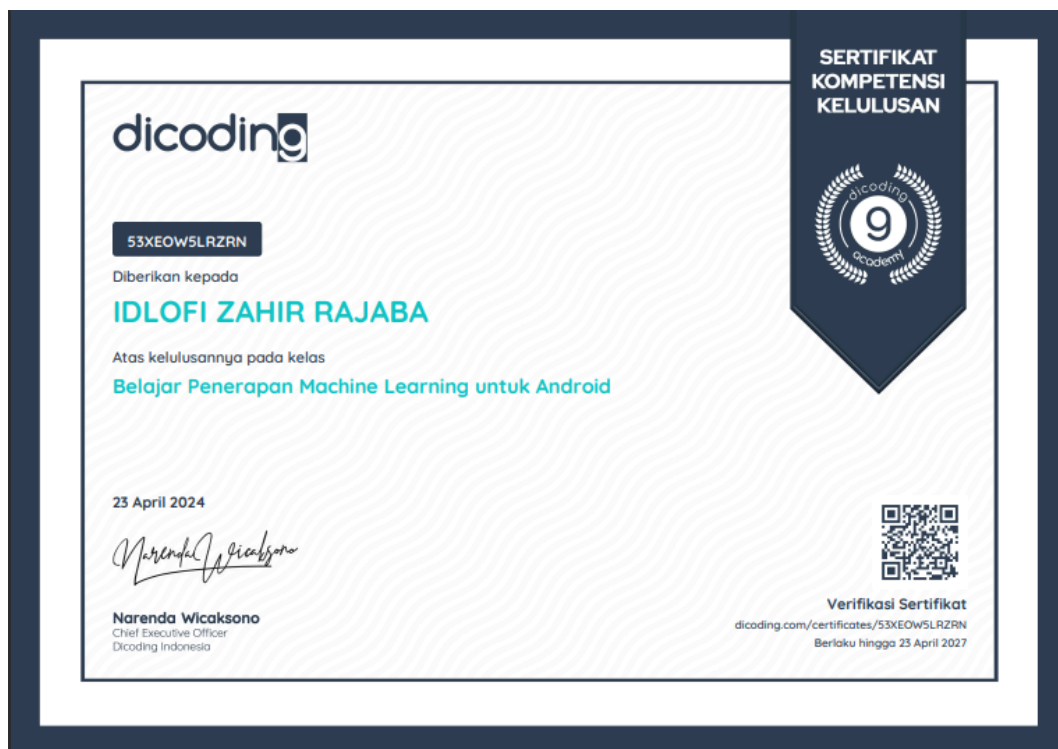 SERTIFIKAT
KOMPETENSI
KELULUSAN
dicoding
dicoding
9
academy
53XEOW5LRZRN
Diberikan kepada
IDLOFI ZAHIR RAJABA
Atas kelulusannya pada kelas
Belajar Penerapan Machine Learning untuk Android
23 April 2024
Narenda Wicaksono
Narenda Wicaksono
Chief Executive Officer
Dicoding Indonesia
Verifikasi Sertifikat
dicoding.com/certificates/53XEOW5LRZRN
Berlaku hingga 23 April 2027